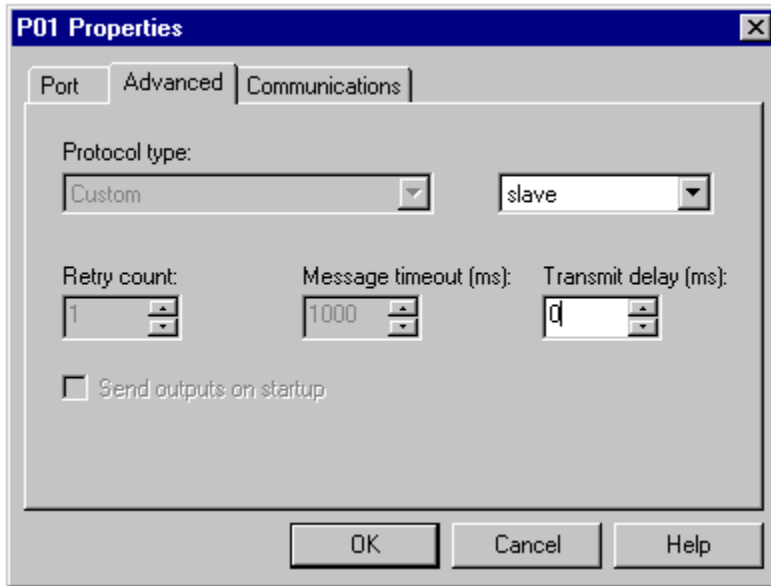 P01 Properties
Port Advanced Communications
Protocol type:
Custom slave
Retry count: Message timeout (ms): Transmit delay (ms):
1 1000 0
Send outputs on startup
OK Cancel Help